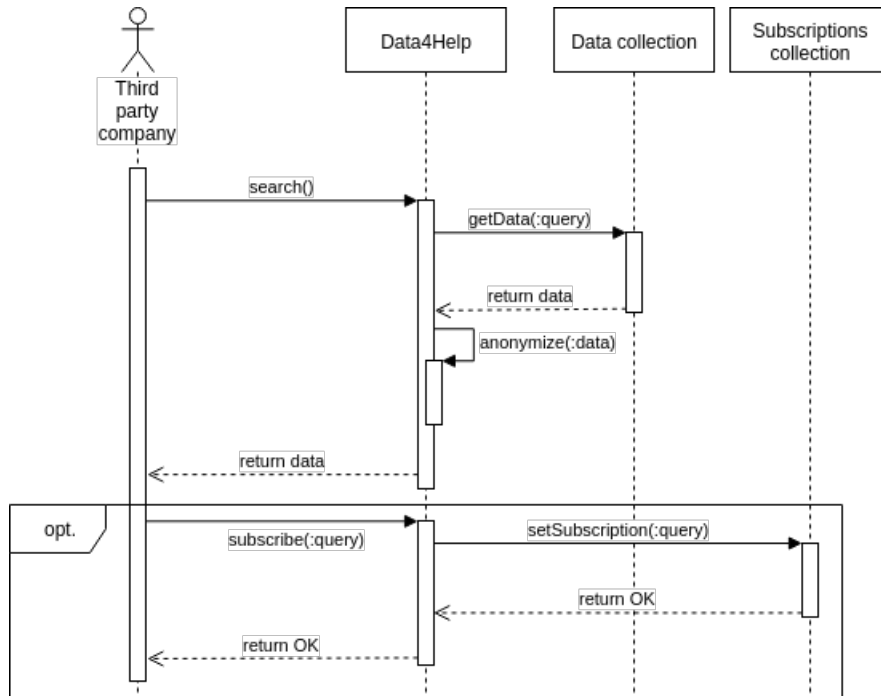 Third
party
company
Data4Help
Data collection
Subscriptions
collection
search()
getData(:query)
return data
anonymize(:data)
return data
opt.
subscribe(:query)
setSubscription(:query)
return OK
return OK